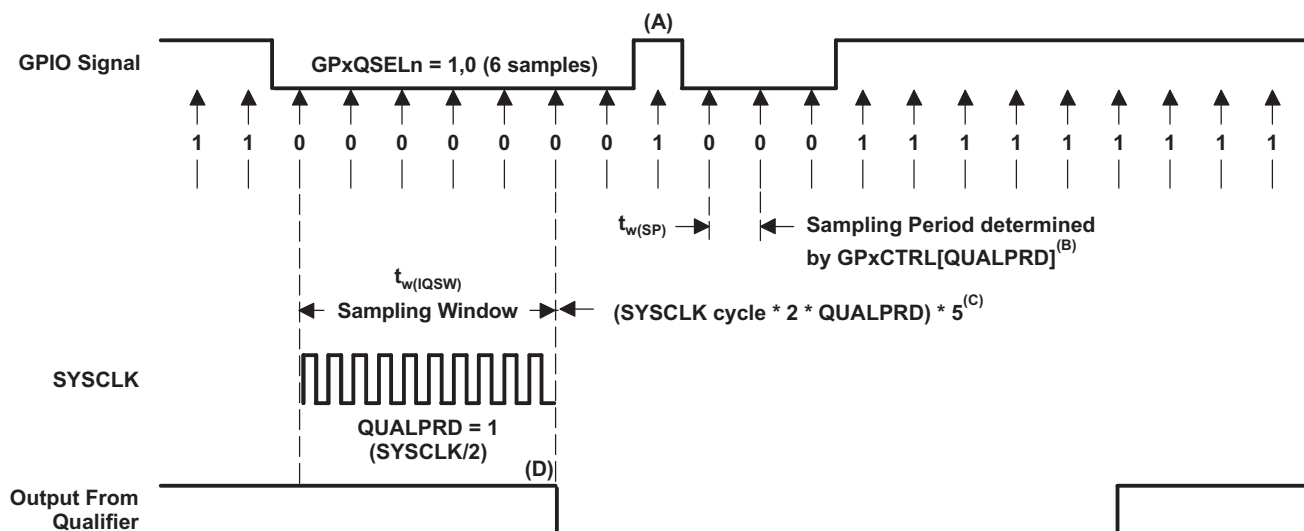 (A)
GPIO Signal
GPxQSELn = 1,0 (6 samples)
1 1 0 0 0 0 0 0 0 1 0 0 0 1 1 1 1 1 1 1 1 1
tw(SP)
Sampling Period determined
by GPxCTRL[QUALPRD](B)
tw(IQSW)
Sampling Window
(SYSCLK cycle * 2 * QUALPRD) * 5(C)
SYSCLK
QUALPRD = 1
(SYSCLK/2)
(D)
Output From
Qualifier